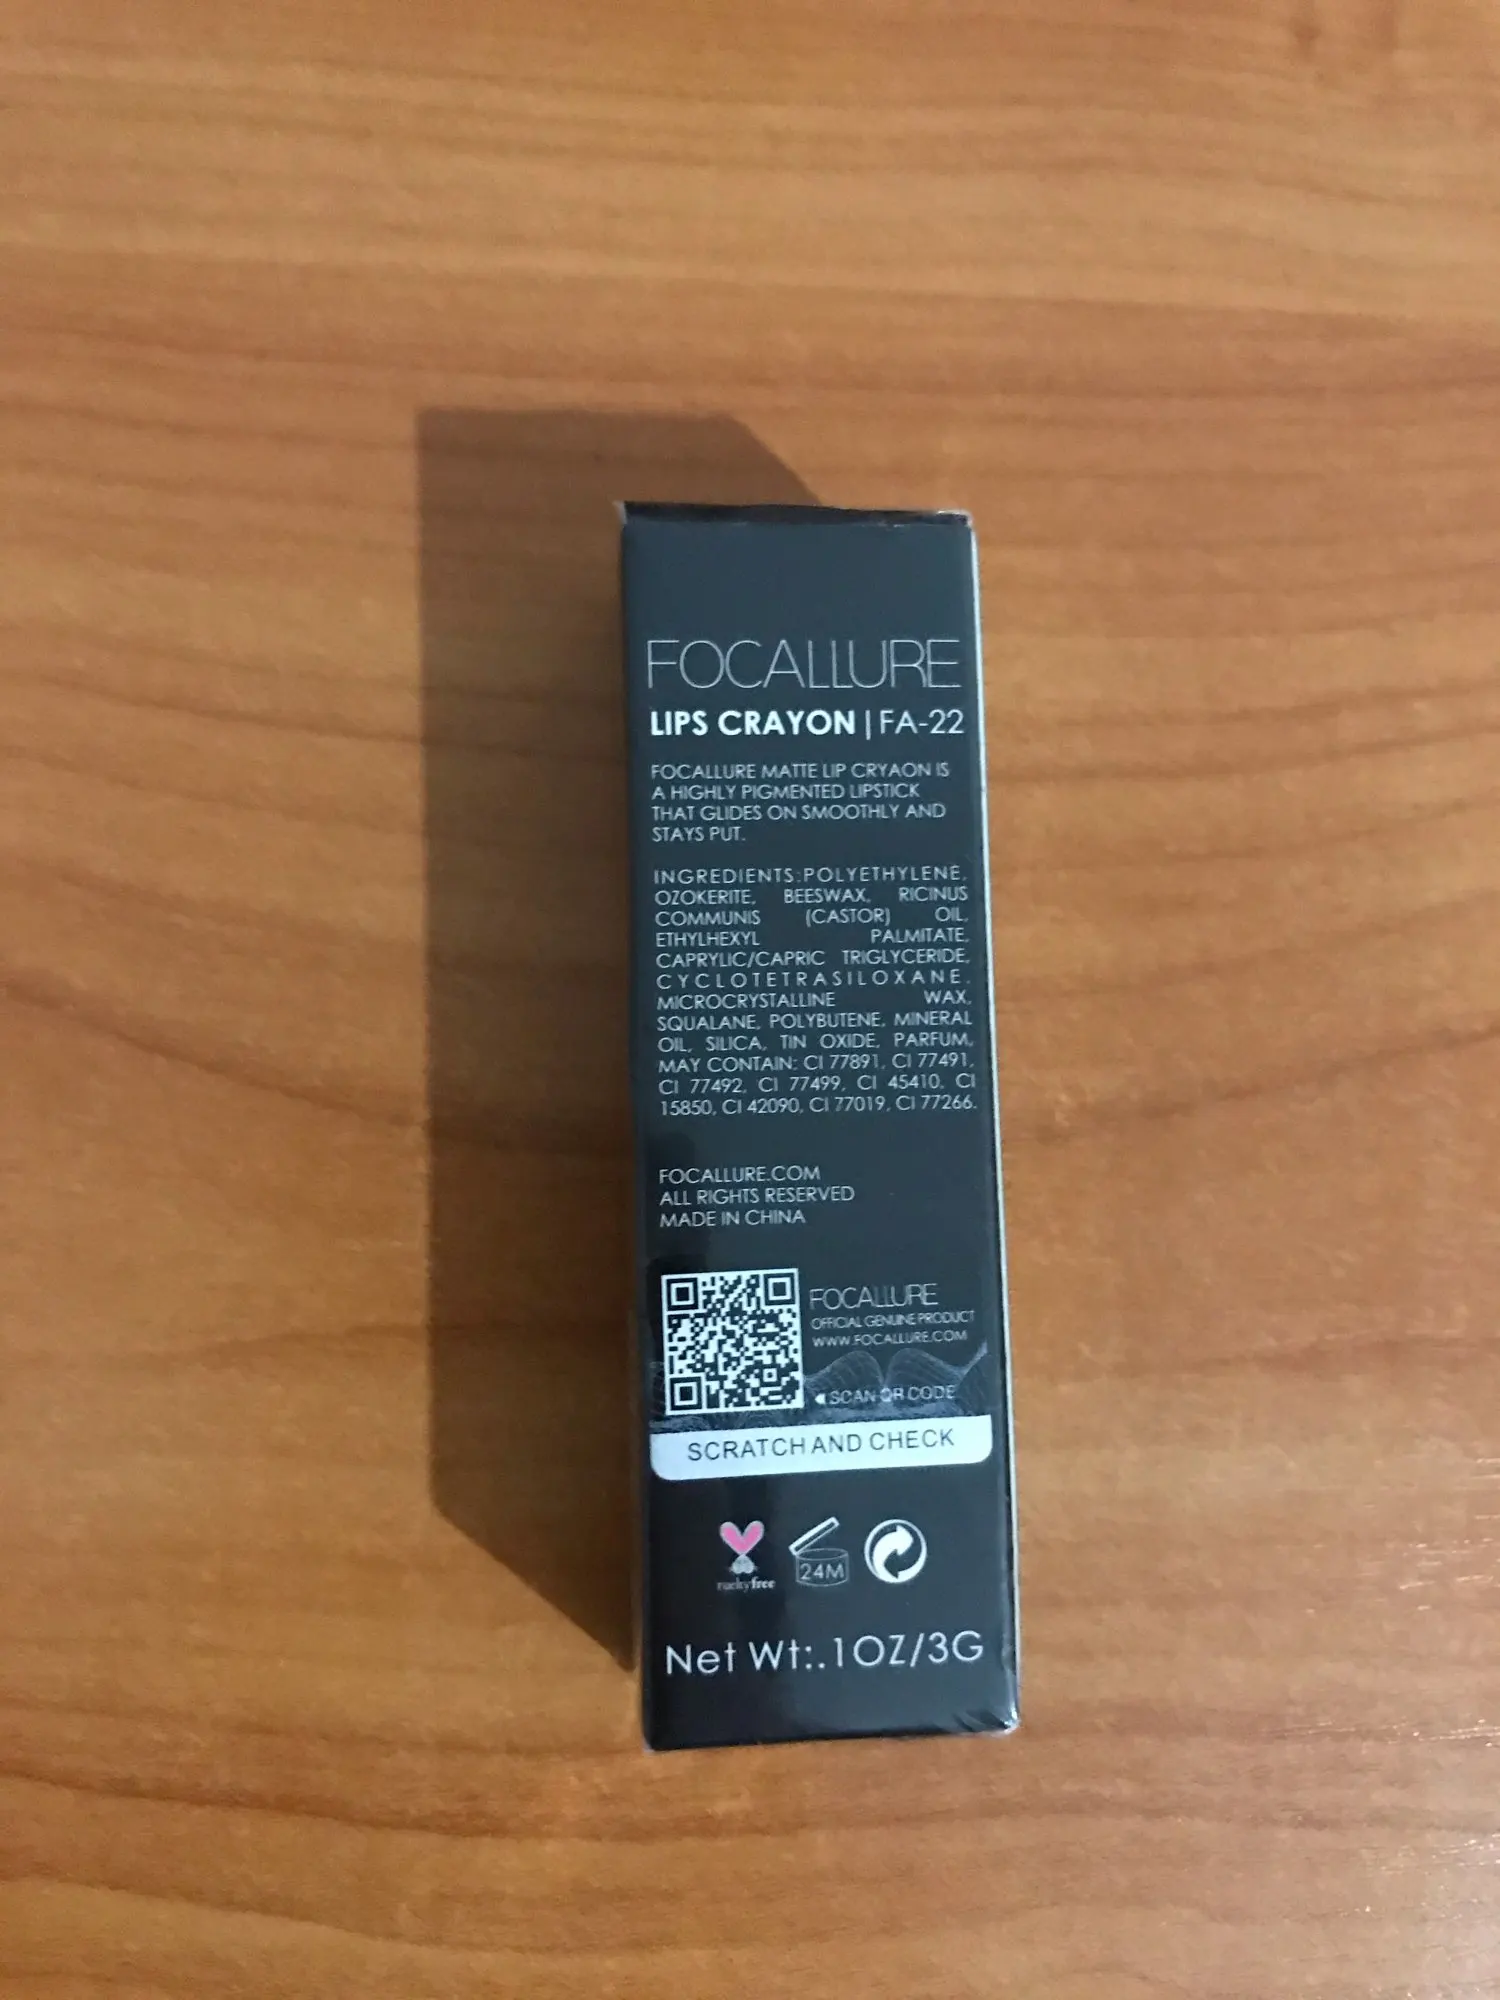 FOCALLURE
LIPS CRAYON | FA-22
FOCALLURE MATTE LIP CRYAON IS
A HIGHLY PIGMENTED LIPSTICK
THAT GLIDES ON SMOOTHLY AND
STAYS PUT.
INGREDIENTS:POLYETHYLENE,
OZOKERITE, BEESWAX, RICINUS
COMMUNIS (CASTOR) OIL,
ETHYLHEXYL PALMITATE,
CAPRYLIC/CAPRIC TRIGLYCERIDE,
CYCLOTETRASILOXANE,
MICROCRYSTALLINE WAX,
SQUALANE, POLYBUTENE, MINERAL
OIL, SILICA, TIN OXIDE, PARFUM,
MAY CONTAIN: CI 77891, CI 77491,
CI 77492, CI 77499, CI 45410, CI
15850, CI 42090, CI 77019, CI 77266.
FOCALLURE.COM
ALL RIGHTS RESERVED
MADE IN CHINA
FOCALLURE
OFFICIAL GENUINE PRODUCT
WWW.FOCALLURE.COM
SCAN QR CODE
SCRATCH AND CHECK
24M
Net Wt:.1OZ/3G